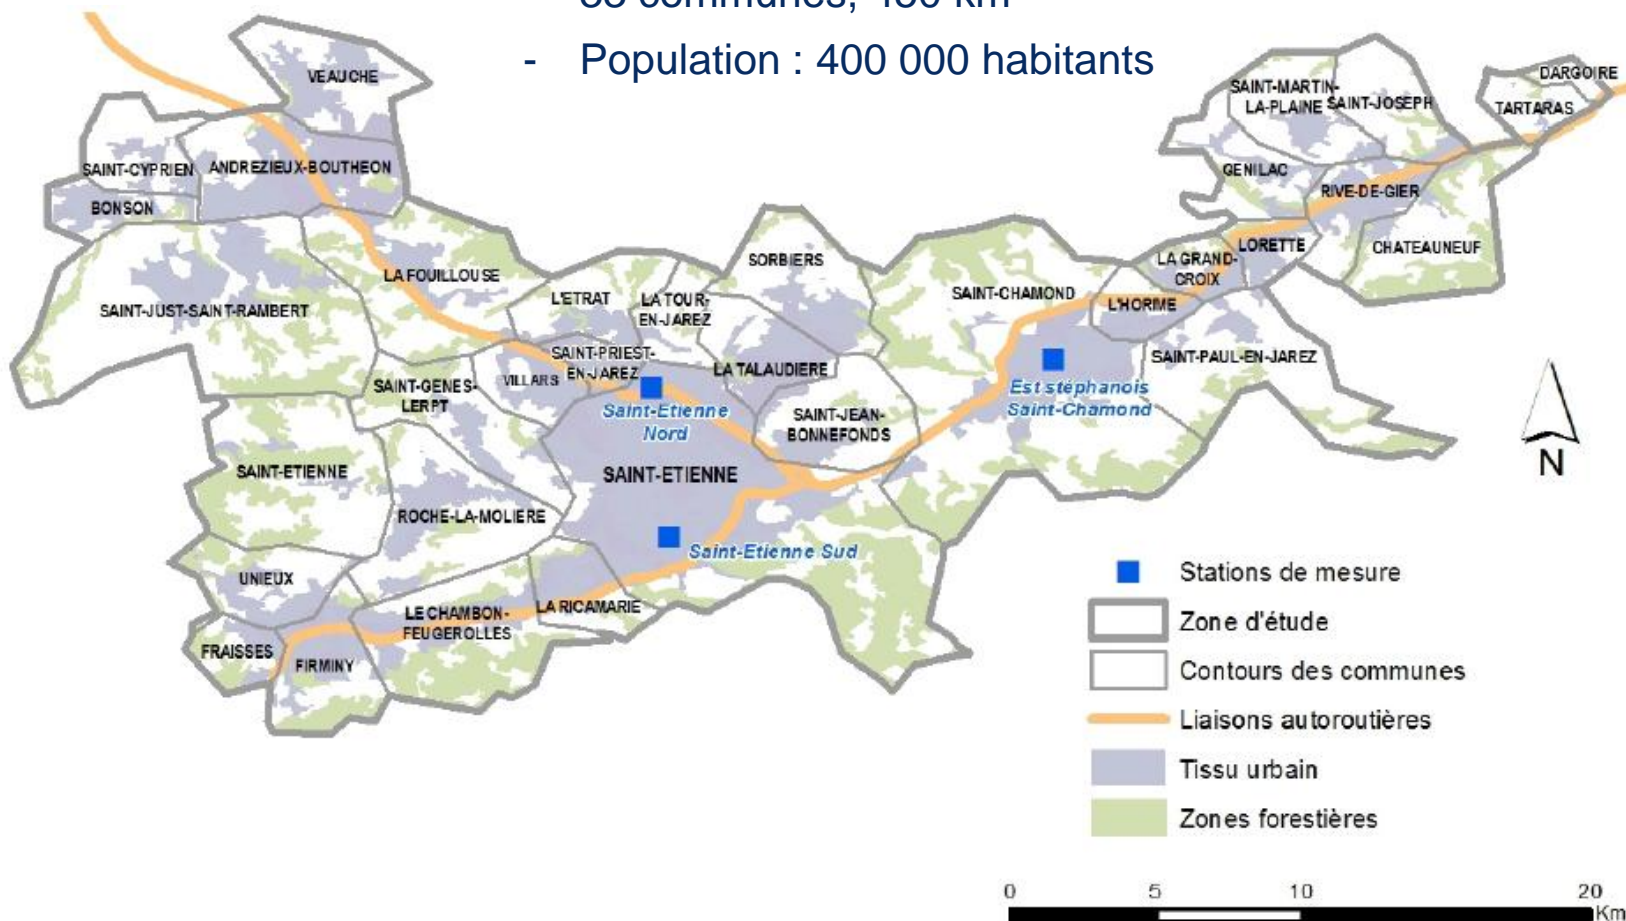 communes,
- Population : 400 000 habitants
VEAUCHE
DARGOIRE
SAINT-MARTIN-
LA-PLAINE
SAINT-JOSEPH
TARTARAS
SAINT-CYPRIEN
ANDREZIEUX-BOUTHEON
GENILAC
RIVE-DE-GIER
BONSON
CHATEAUNEUF
LORETTE
LA GRAND-
CROIX
SORBIERS
LA FOUILLOUSE
SAINT-CHAMOND
L'ETRAT
LA TOUR-
EN-JAREZ
L'HORME
SAINT-JUST-SAINT-RAMBERT
SAINT-PRIEST-
EN-JAREZ
SAINT-PAUL-EN-JAREZ
LA TALAUDIERE
VILLARS
SAINT-GENES-
LERPT
Est stéphanois
Saint-Chamond
Saint-Etienne
Nord
SAINT-JEAN-
BONNEFONDS
SAINT-ETIENNE
SAINT-ETIENNE
N
ROCHE-LA-MOLIERE
Saint-Etienne Sud
UNIEUX
LE CHAMBON-
FEUGEROLLES
LA RICAMARIE
FRAISSES
FIRMINY
Stations de mesure
Zone d'étude
Contours des communes
Liaisons autoroutières
Tissu urbain
Zones forestières
0 5 10 20
Km